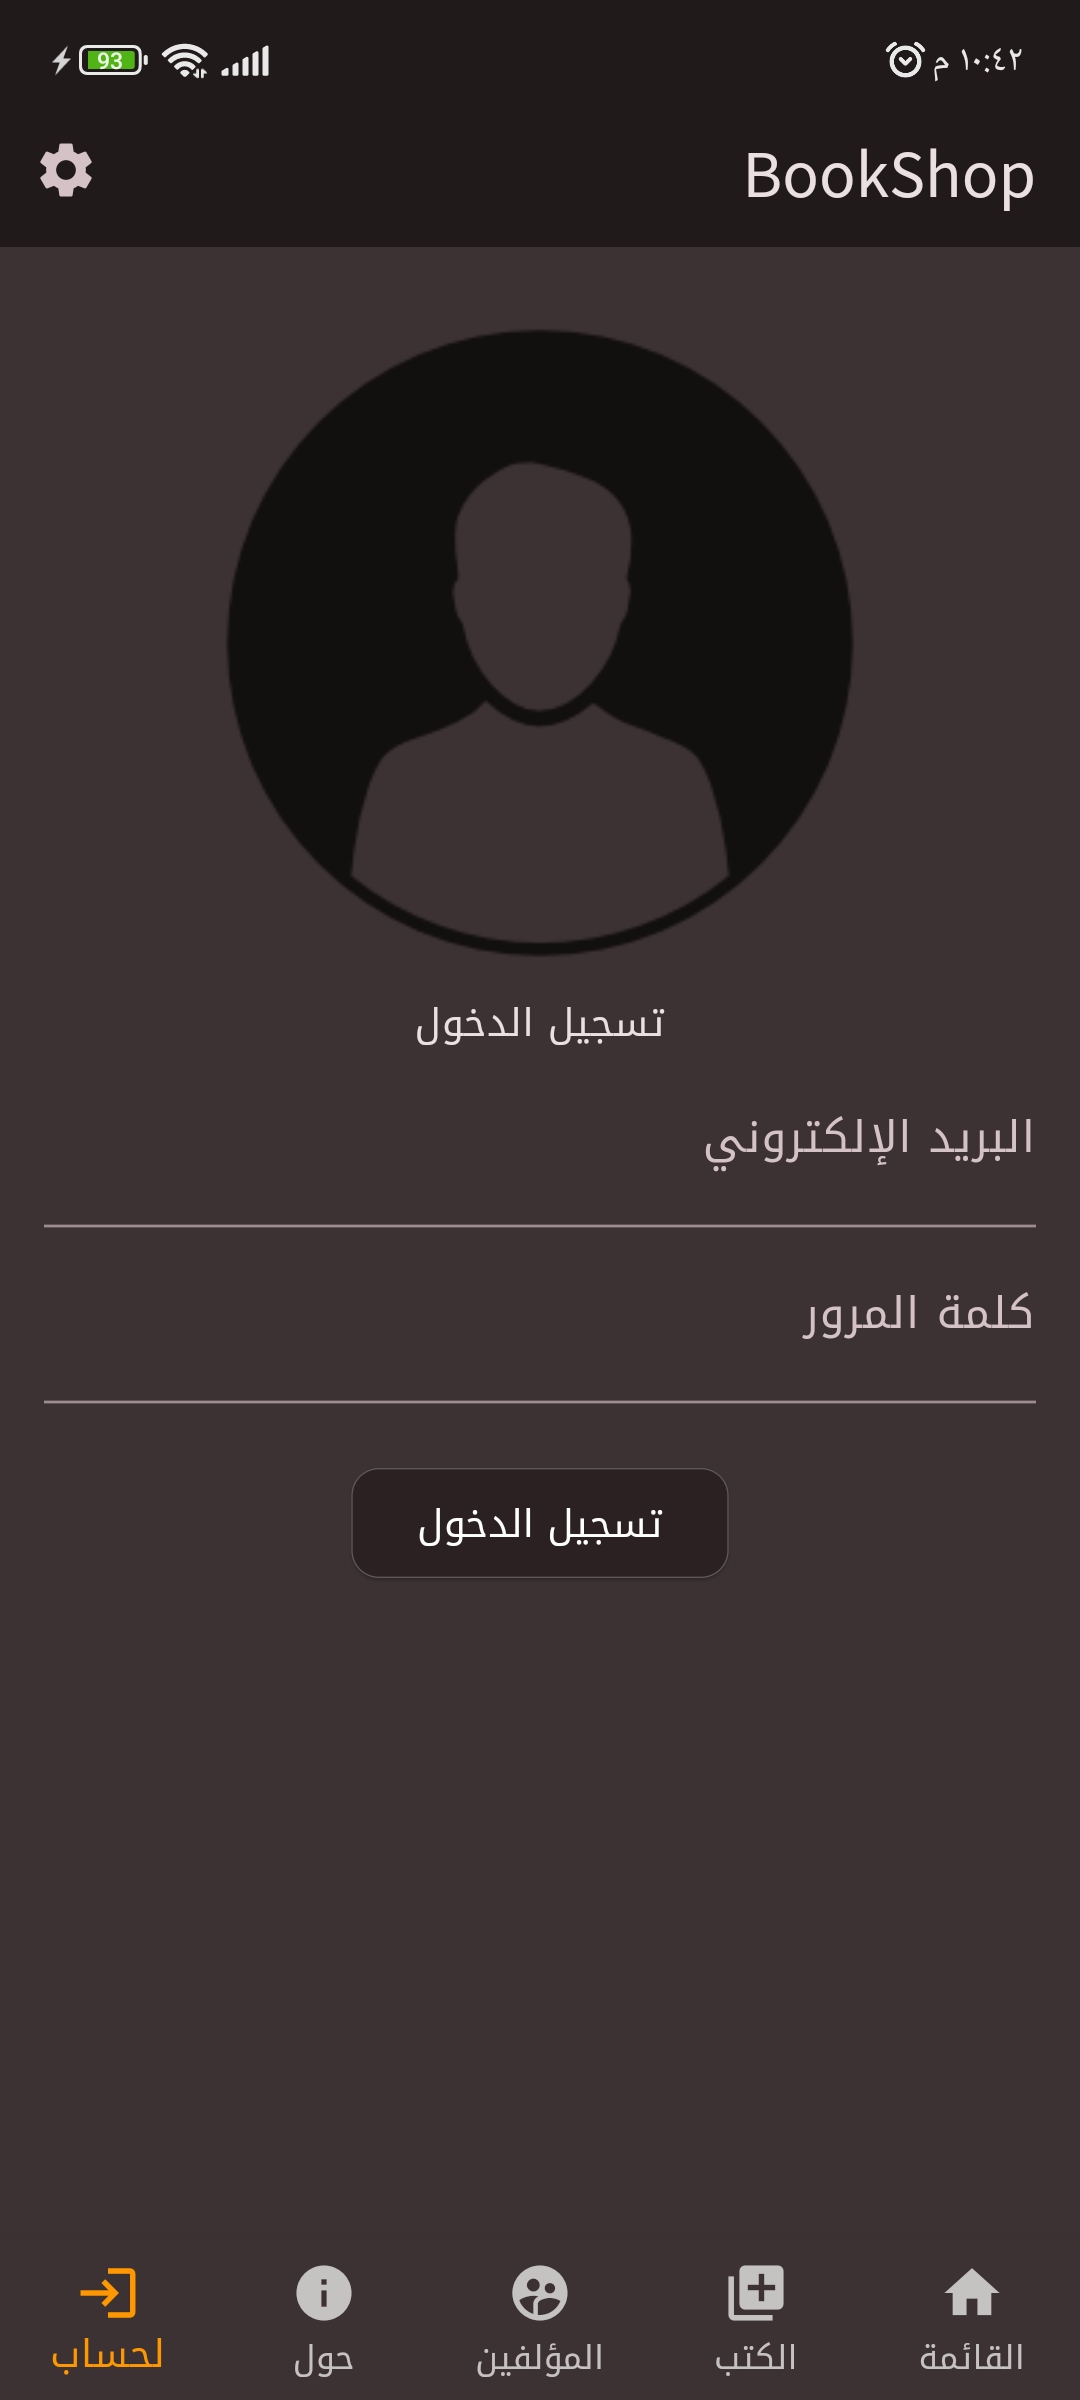 ١٠:٤٢ م
93
BookShop
تسجيل الدخول
البريد الإلكتروني
كلمة المرور
تسجيل الدخول
القائمة
الكتب
المؤلفين
حول
لحساب